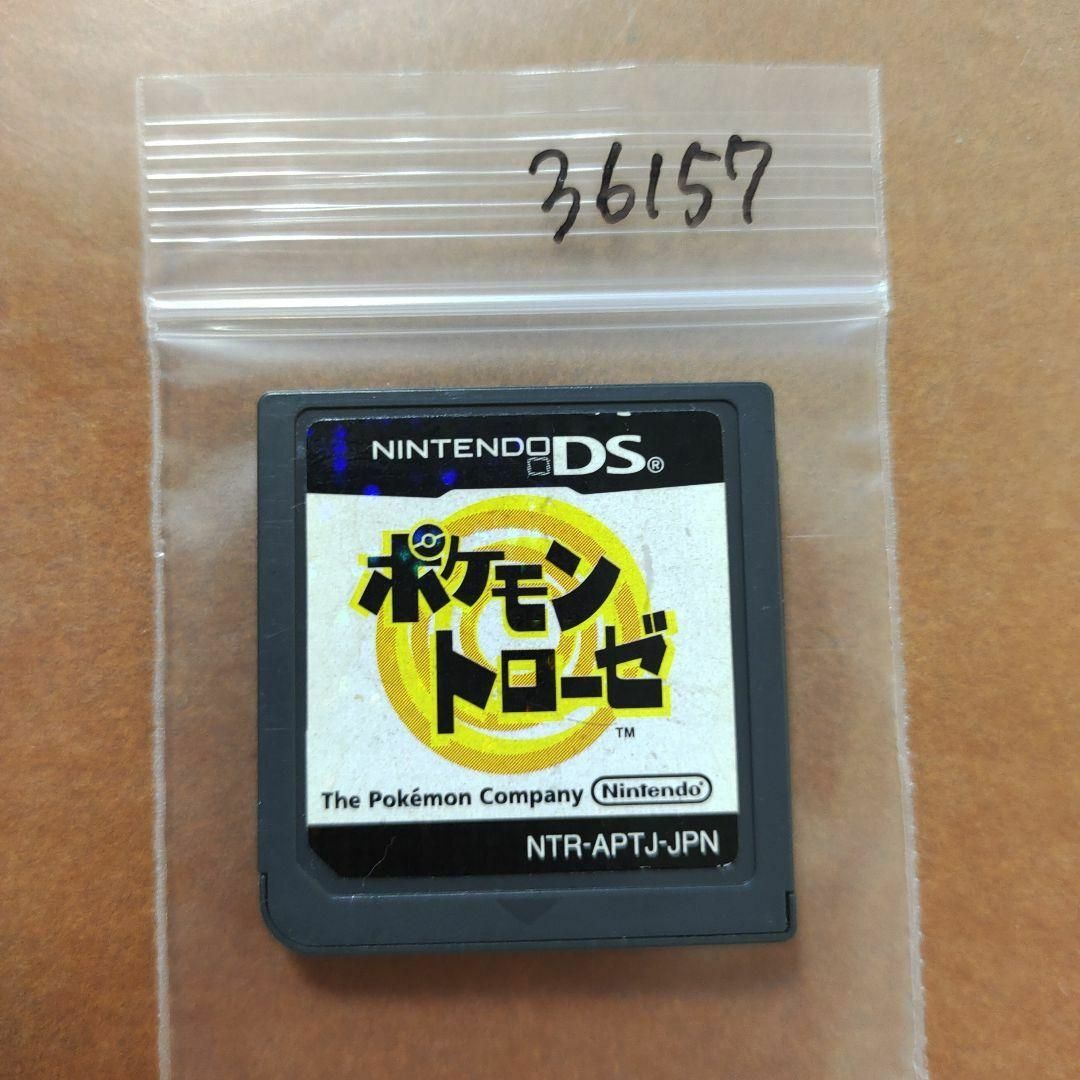 36157
NINTENDO DS®
ポケモン
トローゼ
TM
The Pokémon Company Nintendo®
NTR-APTJ-JPN